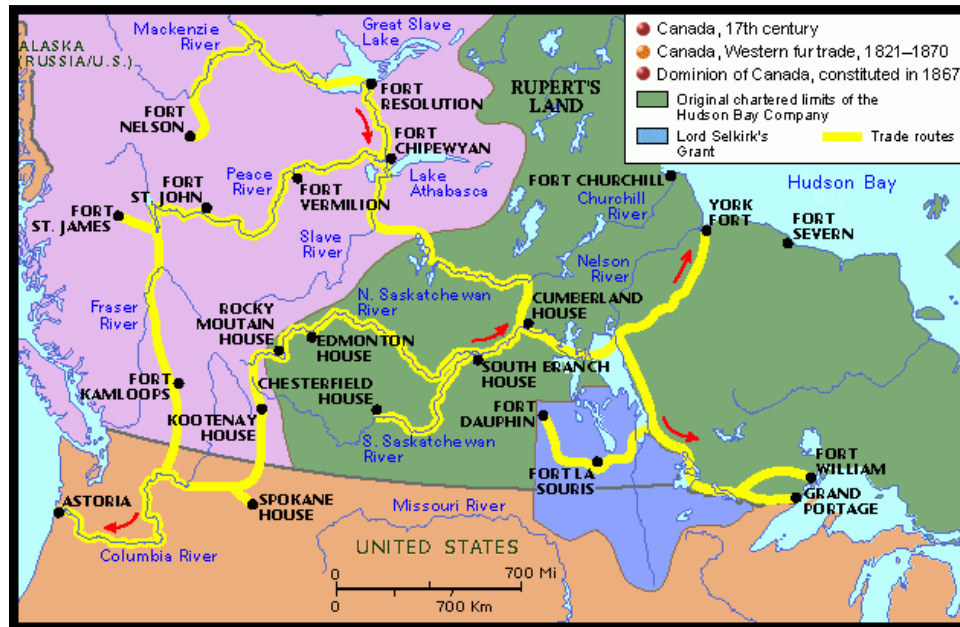 Mackenzie
River
Great Slave
Lake
ALASKA
(RUSSIA/U.S.)
FORT
RESOLUTION
RUPERT'S
LAND
FORT
NELSON
FORT
CHIPEWYAN
Lake
Athabasca
Peace
River
FORT
ST. JOHN
FORT
VERMILION
FORT
ST. JAMES
Slave
River
Canada, 17th century
Canada, Western fur trade, 1821–1870
Dominion of Canada, constituted in 1867
Original chartered limits of the
Hudson Bay Company
Lord Selkirk's
Grant
Trade routes
FORT CHURCHILL
Churchill
River
Hudson Bay
YORK
FORT
FORT
SEVERN
Nelson
River
Fraser
River
N. Saskatchewan
River
ROCKY
MOUTAIN
HOUSE
EDMONTON
HOUSE
CUMBERLAND
HOUSE
SOUTH BRANCH
HOUSE
CHESTERFIELD
HOUSE
FORT
KAMLOOPS
KOOTENAY
HOUSE
S. Saskatchewan
River
FORT
DAUPHIN
FORT LA
SOURIS
FORT
WILLIAM
GRAND
PORTAGE
ASTORIA
SPOKANE
HOUSE
Missouri River
Columbia River
UNITED STATES
0
700 Mi
0
700 Km